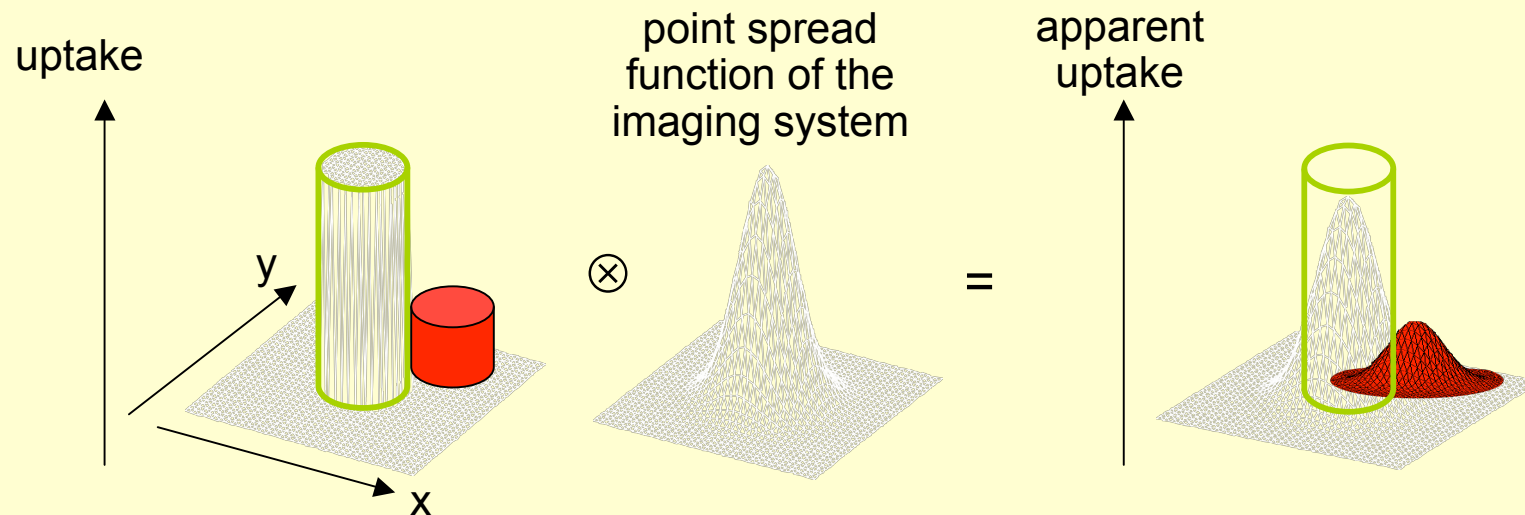 uptake
y
x
⊗
point spread
function of the
imaging system
=
apparent
uptake